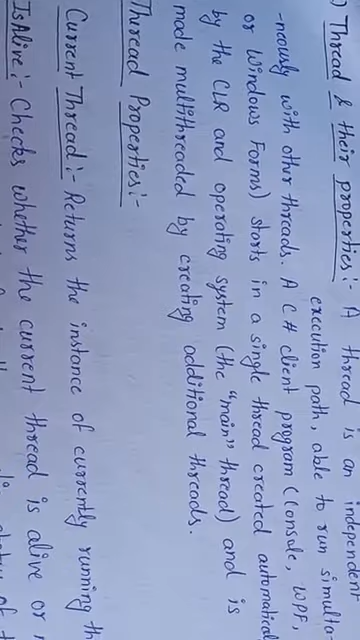 ) Thread & their properties:- A thread is an independent
execution path, able to run simulta-
-neously with other threads. A C# client program (Console, WPF,
or Windows Forms) starts in a single thread created automatical
by the CLR and operating system (the "main" thread) and is
mode multithreaded by creating additional threads.
Thread Properties:-
Current Thread:- Returns the instance of currently running th
IsAlive:- Checks whether the current thread is alive or